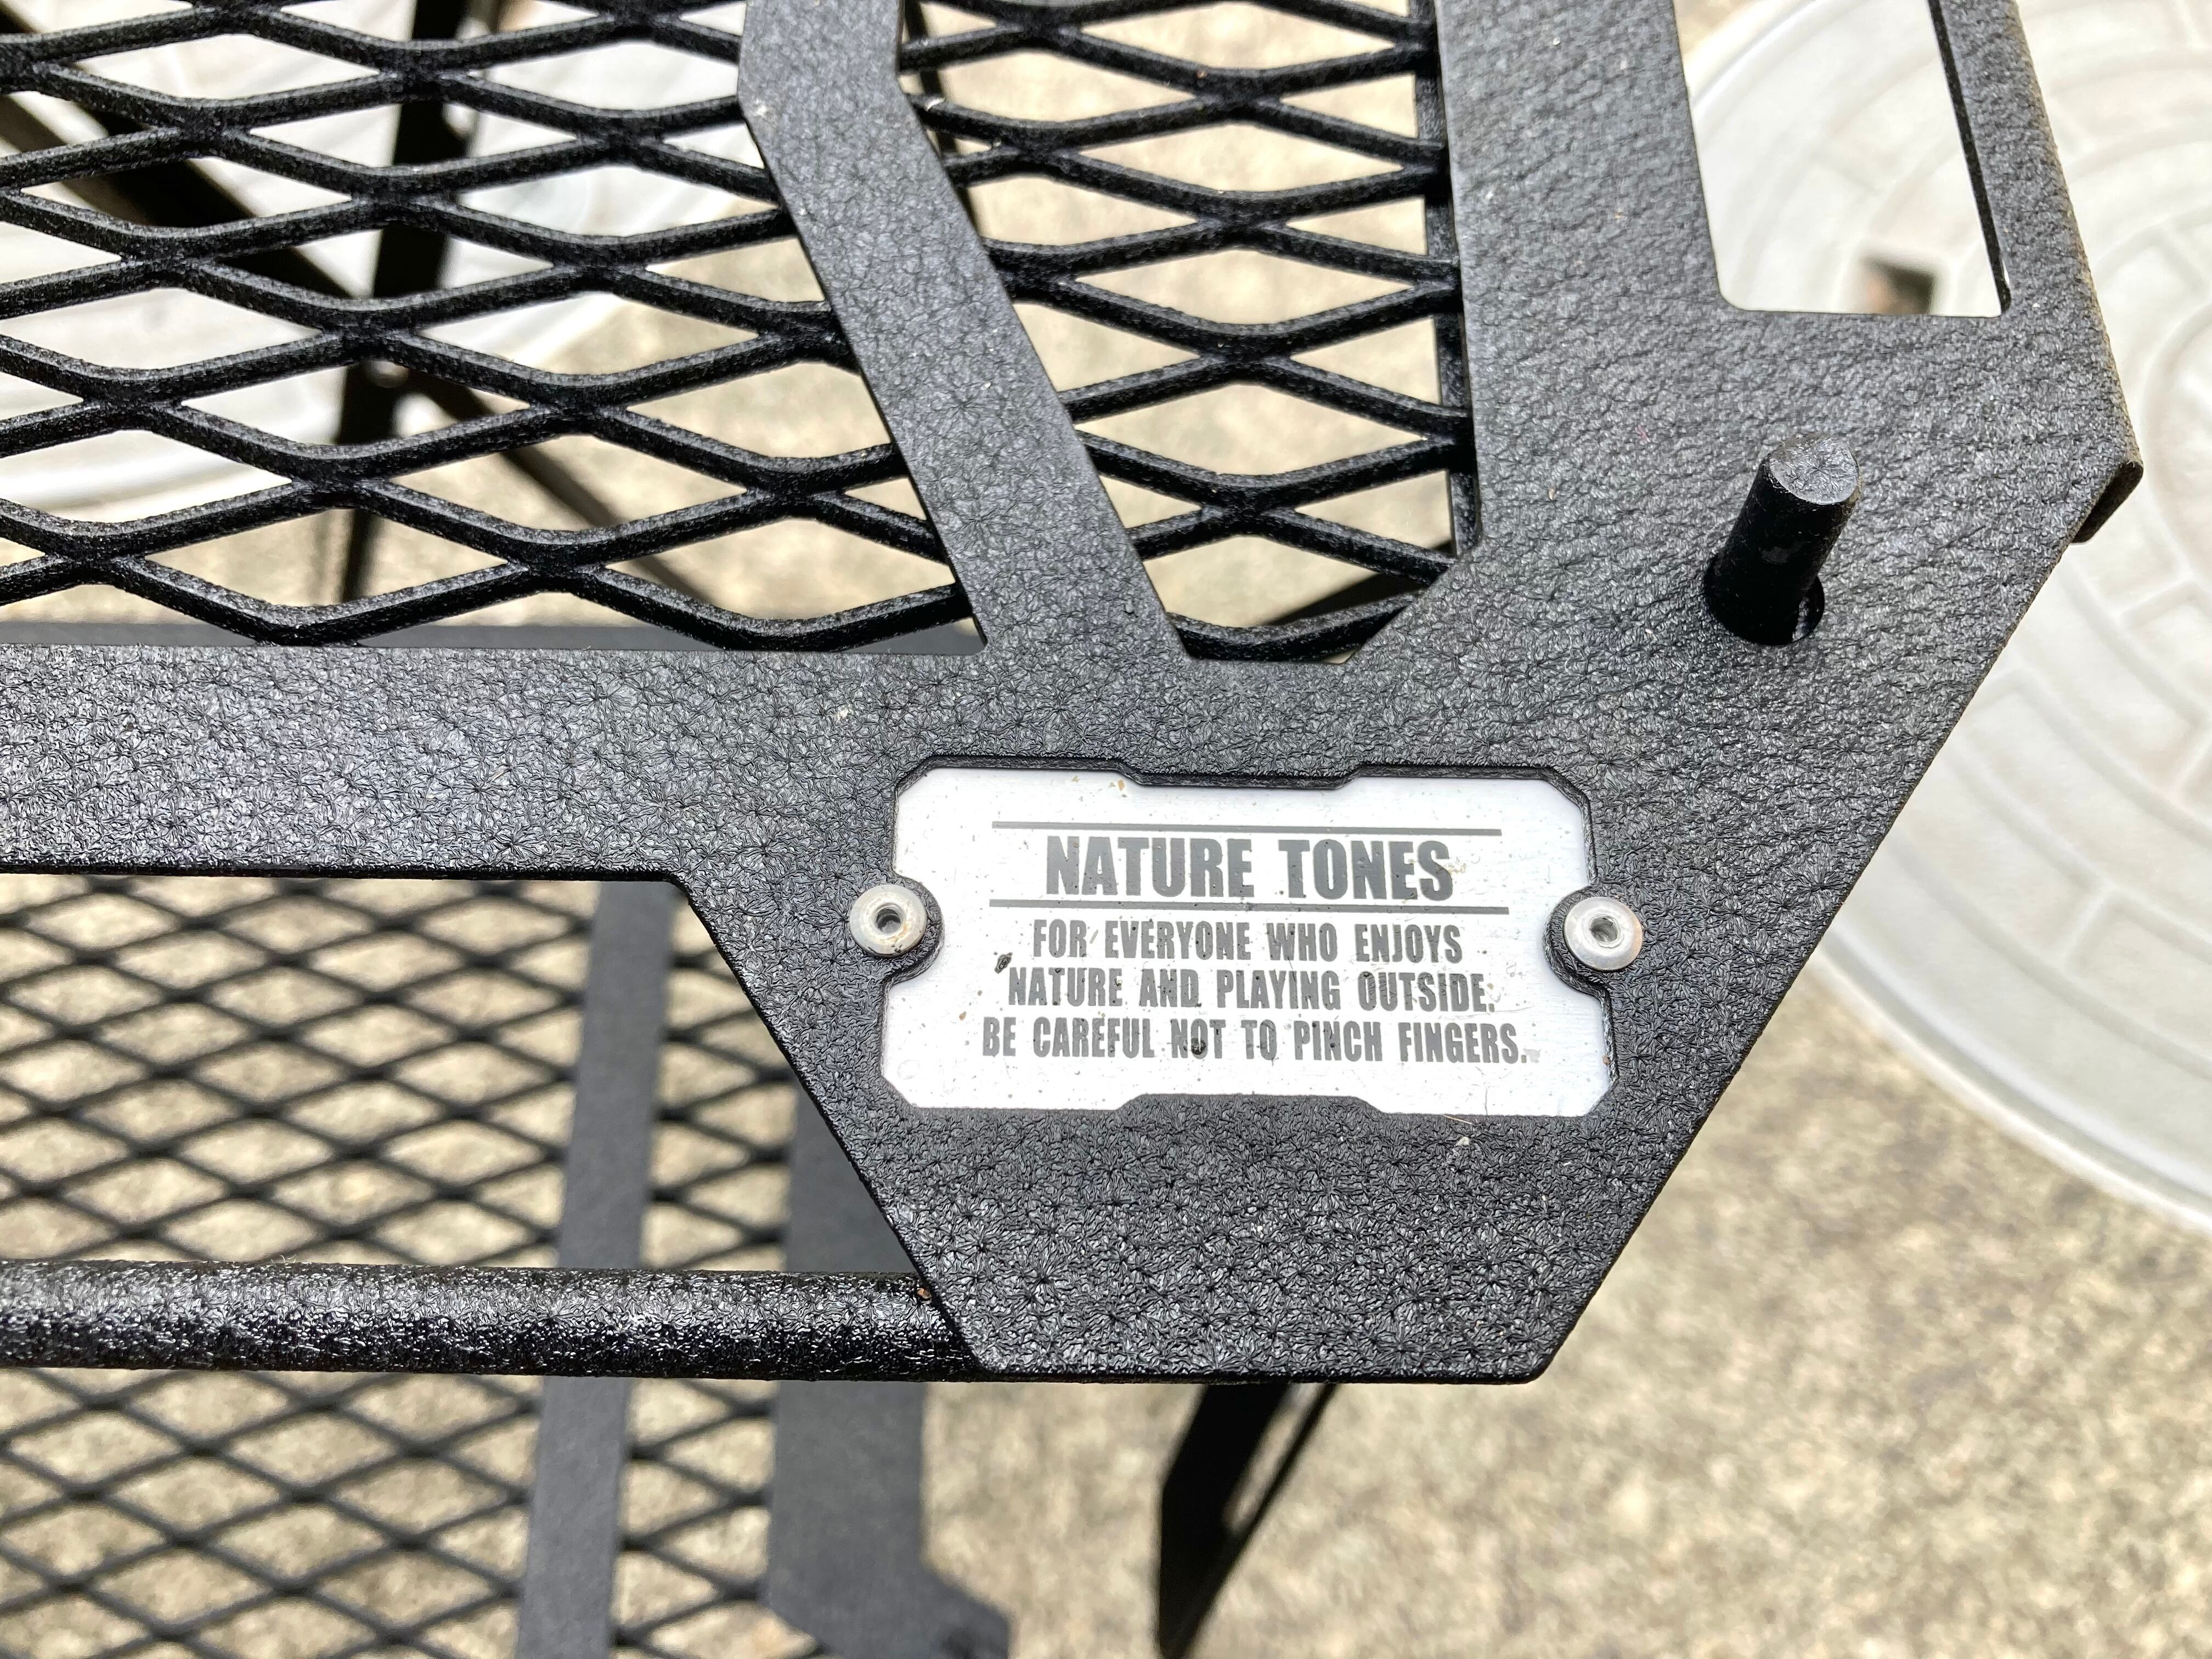 NATURE TONES
FOR EVERYONE WHO ENJOYS
NATURE AND PLAYING OUTSIDE.
BE CAREFUL NOT TO PINCH FINGERS.